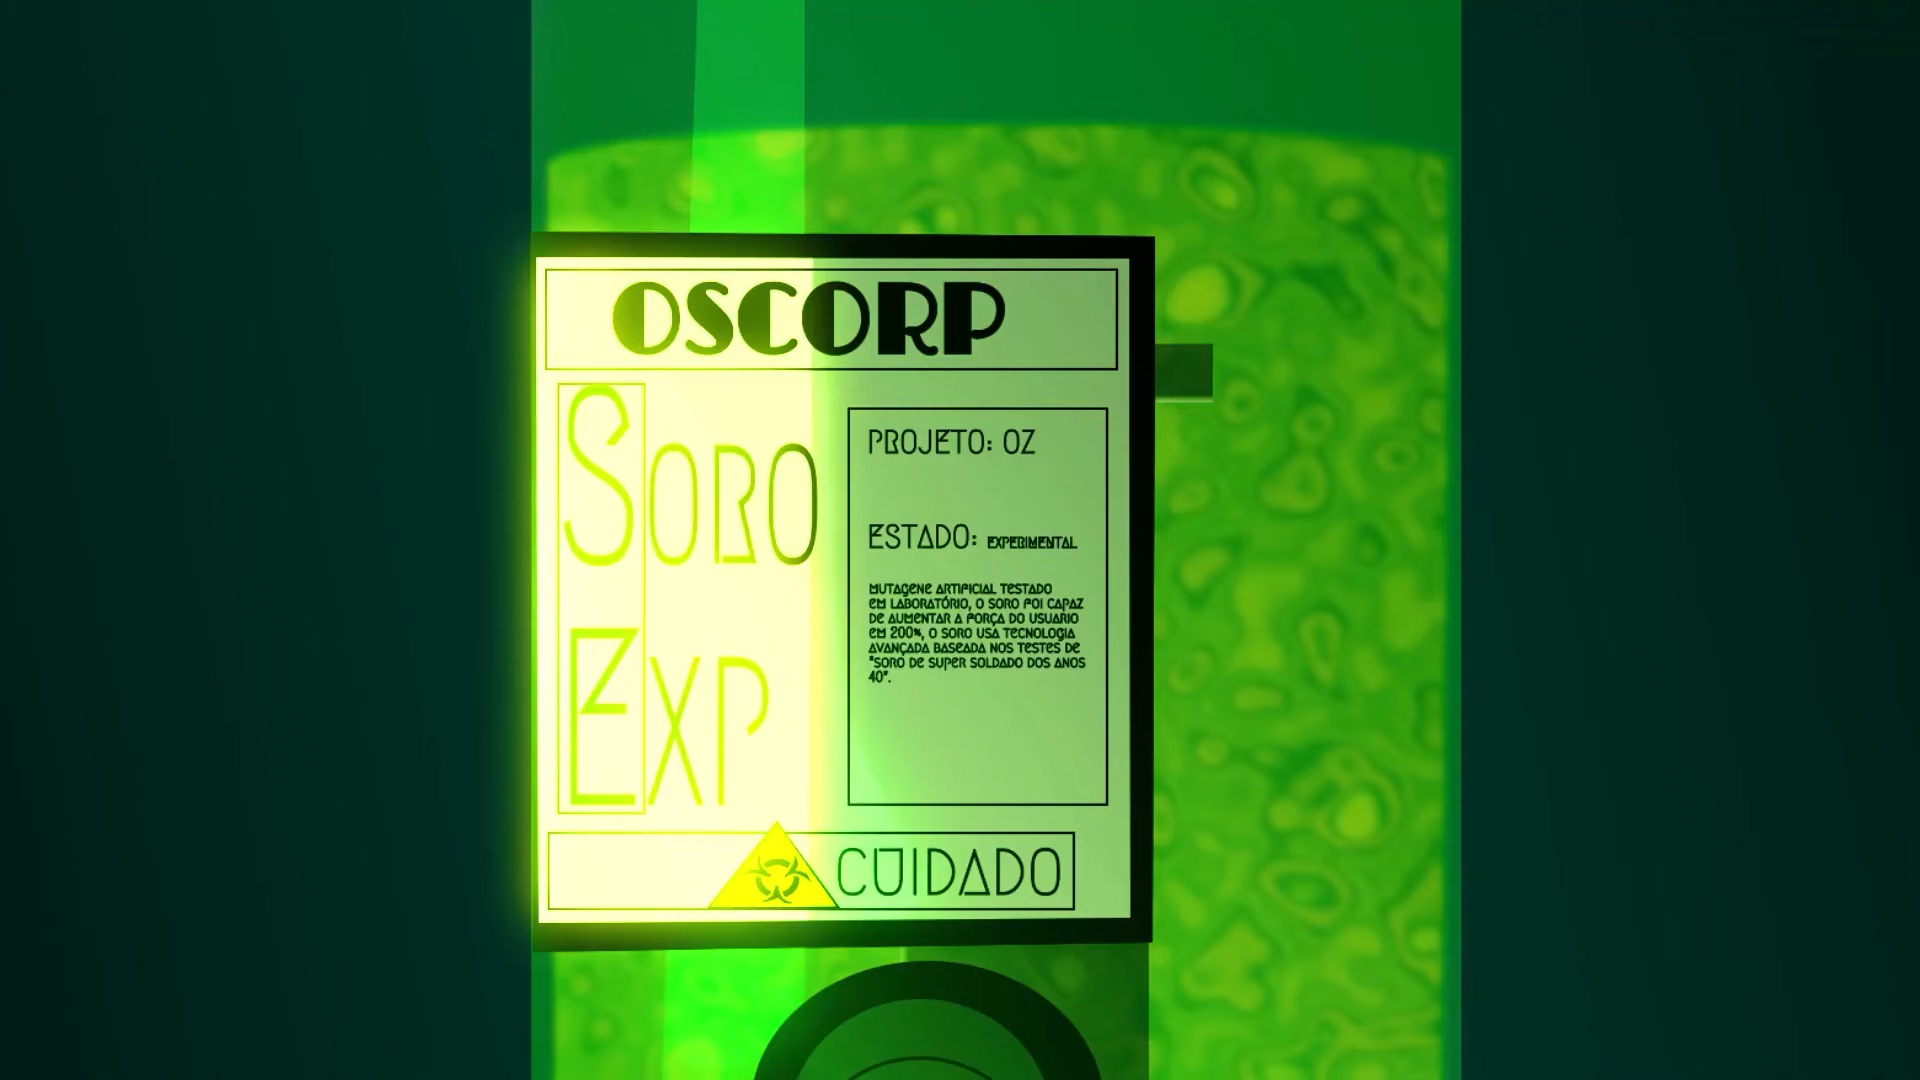 OSCORP
SORO
EXP
PROJETO: OZ
ESTADO: EXPERIMENTAL
MUTAGENE ARTIFICIAL TESTADO
EM LABORATÓRIO, O SORO FOI CAPAZ
DE AUMENTAR A FORÇA DO USUARIO
EM 200%, O SORO USA TECNOLOGIA
AVANÇADA BASEADA NOS TESTES DE
"SORO DE SUPER SOLDADO DOS ANOS
40".
CUIDADO